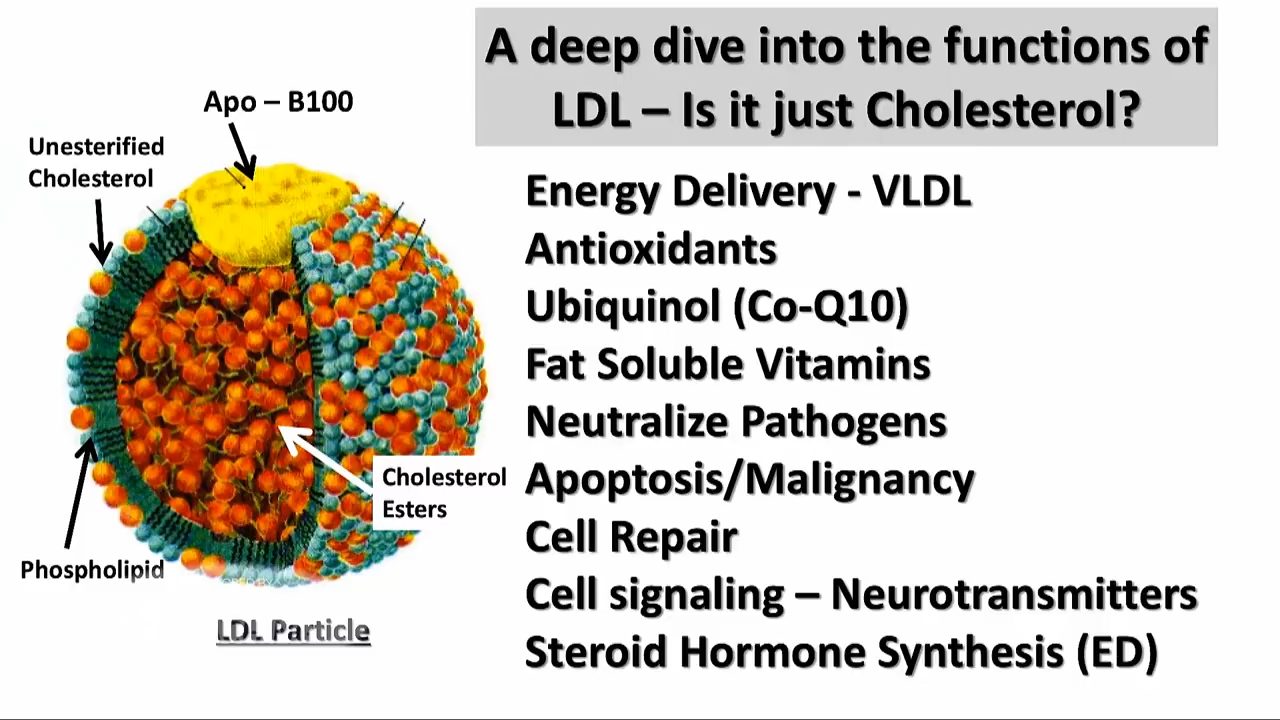 A deep dive into the functions of
LDL – Is it just Cholesterol?
Apo – B100
Unesterified
Cholesterol
Cholesterol
Esters
Phospholipid
LDL Particle
Energy Delivery - VLDL
Antioxidants
Ubiquinol (Co-Q10)
Fat Soluble Vitamins
Neutralize Pathogens
Apoptosis/Malignancy
Cell Repair
Cell signaling – Neurotransmitters
Steroid Hormone Synthesis (ED)